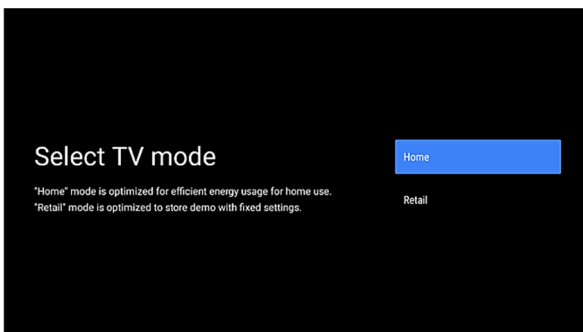 Select TV mode
"Home" mode is optimized for efficient energy usage for home use.
"Retail" mode is optimized to store demo with fixed settings.
Home
Retail